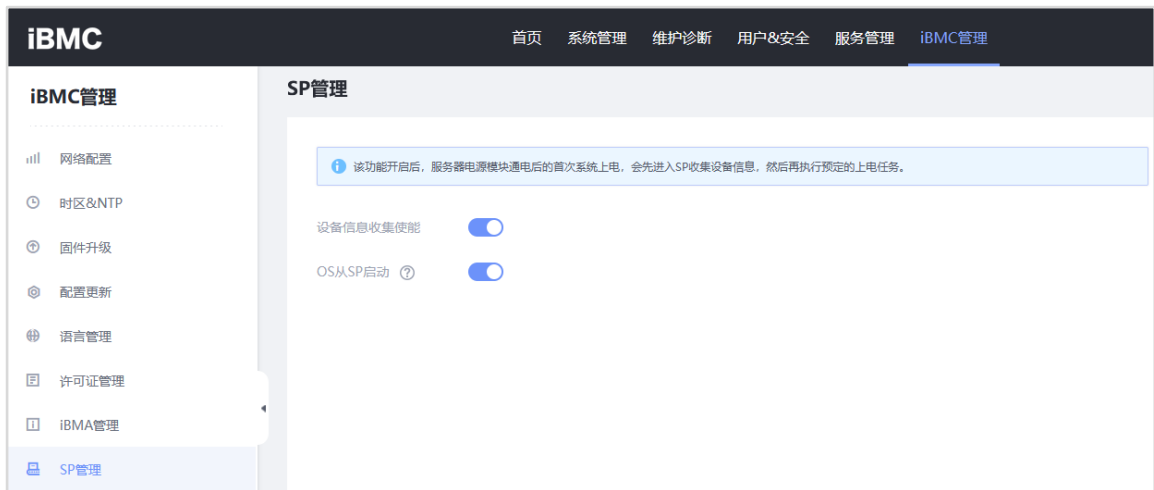 iBMC
首页 系统管理 维护诊断 用户&安全 服务管理 iBMC管理
iBMC管理
网络配置
时区&NTP
固件升级
配置更新
语言管理
许可证管理
iBMA管理
SP管理
SP管理
该功能开启后，服务器电源模块通电后的首次系统上电，会先进入SP收集设备信息，然后再执行预定的上电任务。
设备信息收集使能
OS从SP启动